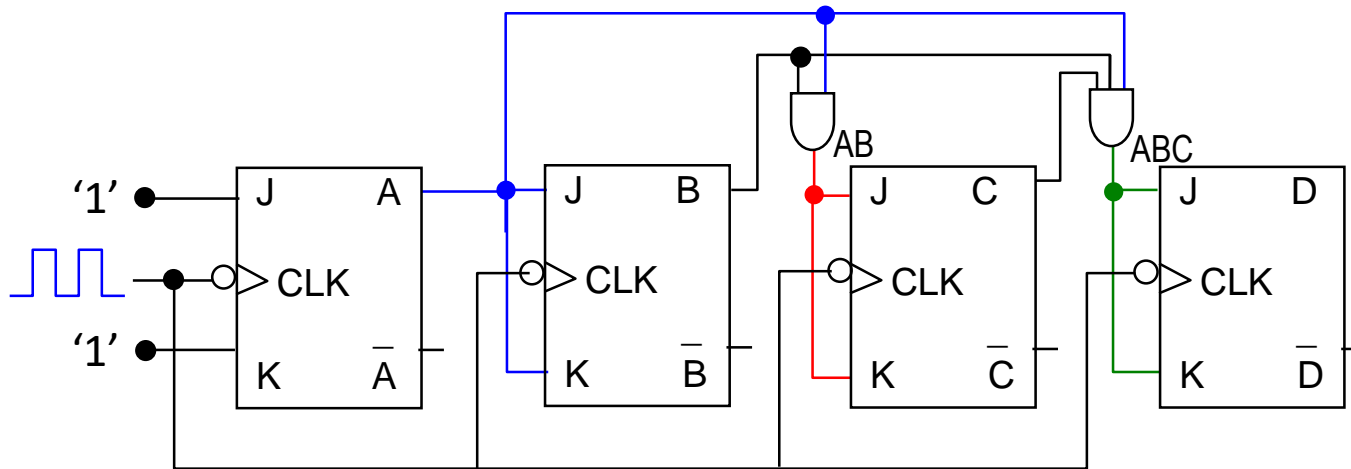 AB
ABC
'1' J A J B J C J D
CLK CLK CLK CLK
'1' K A̅ K B̅ K C̅ K D̅